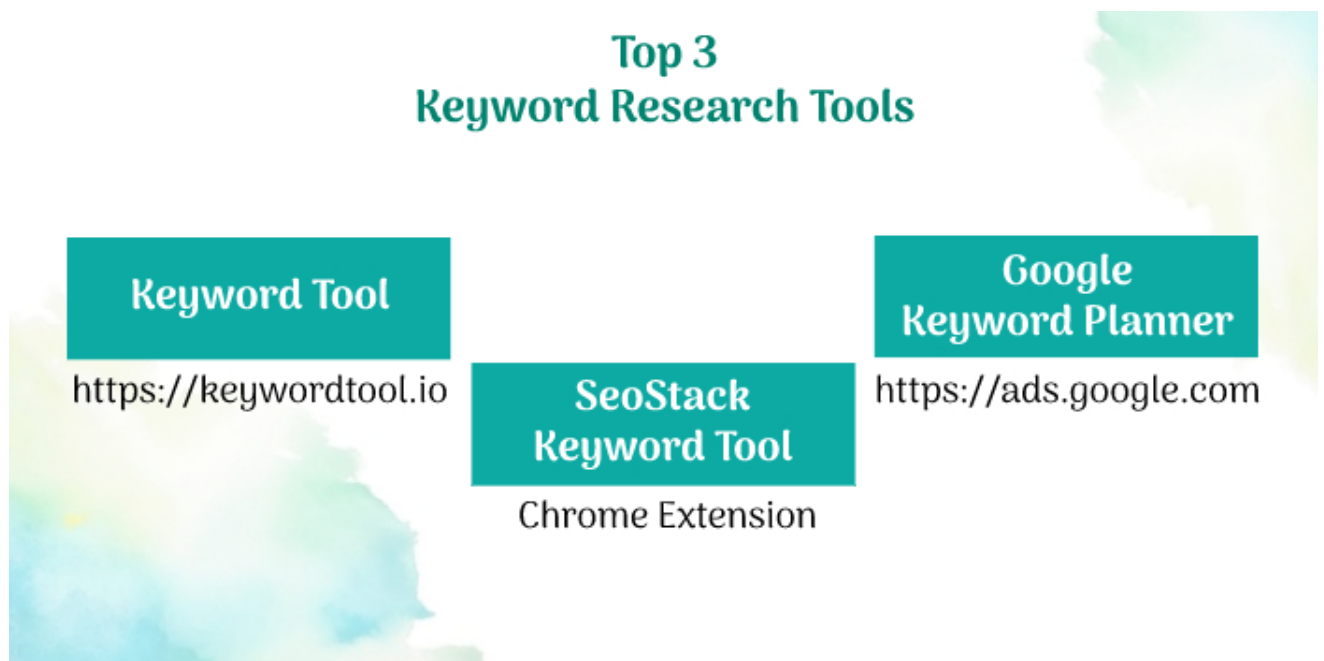 Top 3
Keyword Research Tools
Keyword Tool
https://keywordtool.io
SeoStack
Keyword Tool
Chrome Extension
Google
Keyword Planner
https://ads.google.com